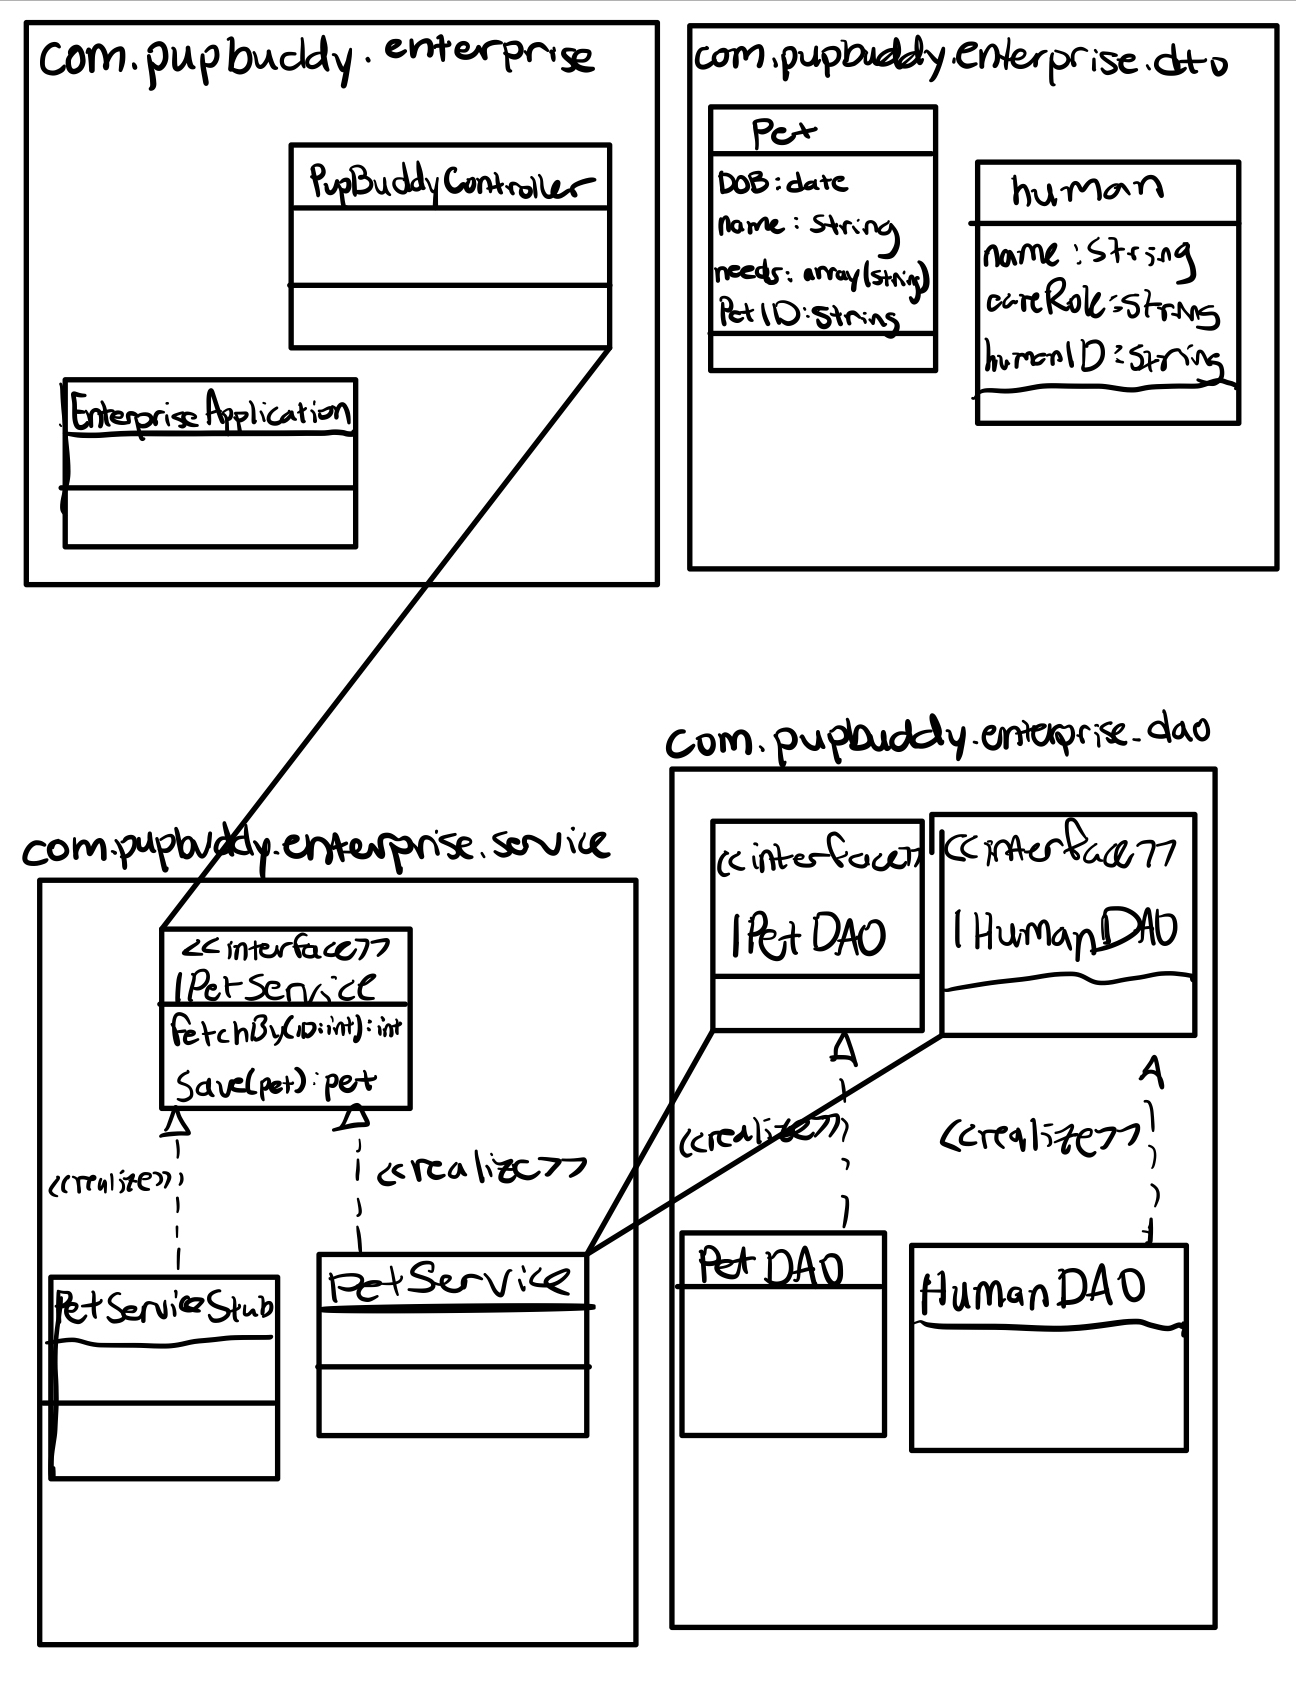 com.pupbuddy.enterprise
PupBuddyController
EnterpriseApplication
com.pupbuddy.enterprise.dto
Pet
DOB:date
name:string
needs:array(string)
PetID:string
human
name:string
careRole:string
humanID:string
com.pupbuddy.enterprise.service
<<interface>>
IPetService
fetchBy(ID:int):int
save(pet):pet
<<realize>>
<<realize>>
PetServiceStub
petService
com.pupbuddy.enterprise.dao
<<interface>>
IPetDAO
<<interface>>
IHumanDAO
<<realize>>
<<realize>>
PetDAO
HumanDAO